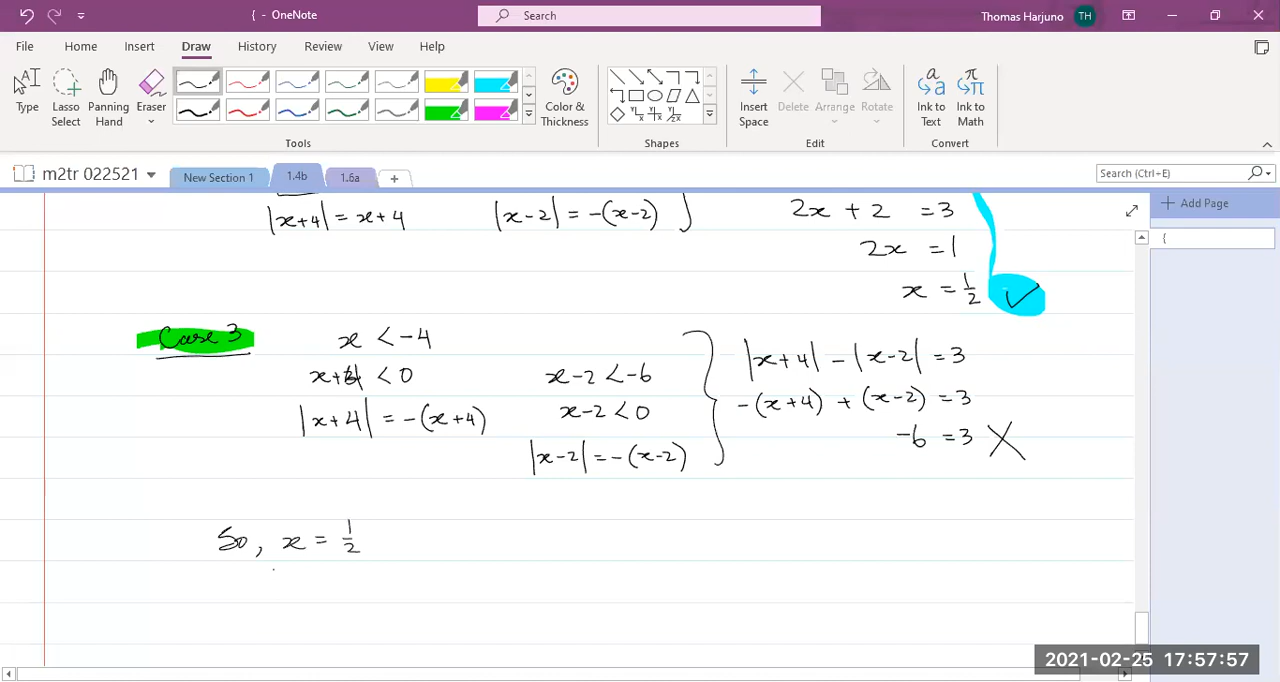 { - OneNote
Search
Thomas Harjuno TH
File Home Insert Draw History Review View Help
Type
Lasso Select
Panning Hand
Eraser
Color & Thickness
Insert Space
Delete
Arrange
Rotate
Ink to Text
Ink to Math
Tools
Shapes
Edit
Convert
m2tr 022521
New Section 1
1.4b
1.6a
Search (Ctrl+E)
Add Page
{
|x+4| = x+4 |x-2| = -(x-2) } 2x + 2 = 3
2x = 1
x = 1/2 ✓
Case 3 x < -4
|x+4| - |x-2| = 3
x+4 < 0 x-2 < -6
-(x+4) + (x-2) = 3
|x+4| = -(x+4) x-2 < 0
-6 = 3 X
|x-2| = -(x-2)
So, x = 1/2
2021-02-25 17:57:57